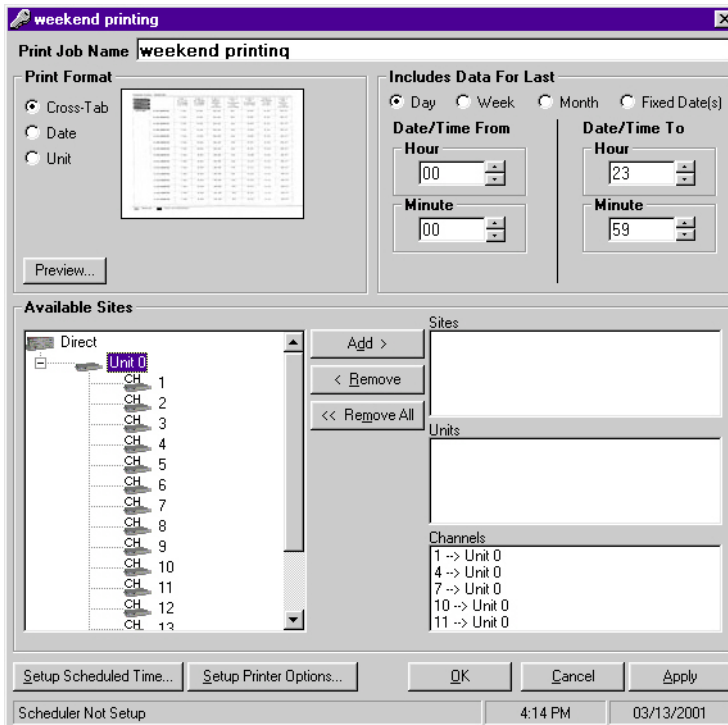 weekend printing
Print Job Name weekend printing
Print Format
Cross-Tab
Date
Unit
Preview...
Includes Data For Last
Day Week Month Fixed Date(s)
Date/Time From
Hour
00
Minute
00
Date/Time To
Hour
23
Minute
59
Available Sites
Direct
Unit 0
CH 1
CH 2
CH 3
CH 4
CH 5
CH 6
CH 7
CH 8
CH 9
CH 10
CH 11
CH 12
CH 13
Add >
< Remove
<< Remove All
Sites
Units
Channels
1 --> Unit 0
4 --> Unit 0
7 --> Unit 0
10 --> Unit 0
11 --> Unit 0
Setup Scheduled Time... Setup Printer Options... OK Cancel Apply
Scheduler Not Setup 4:14 PM 03/13/2001